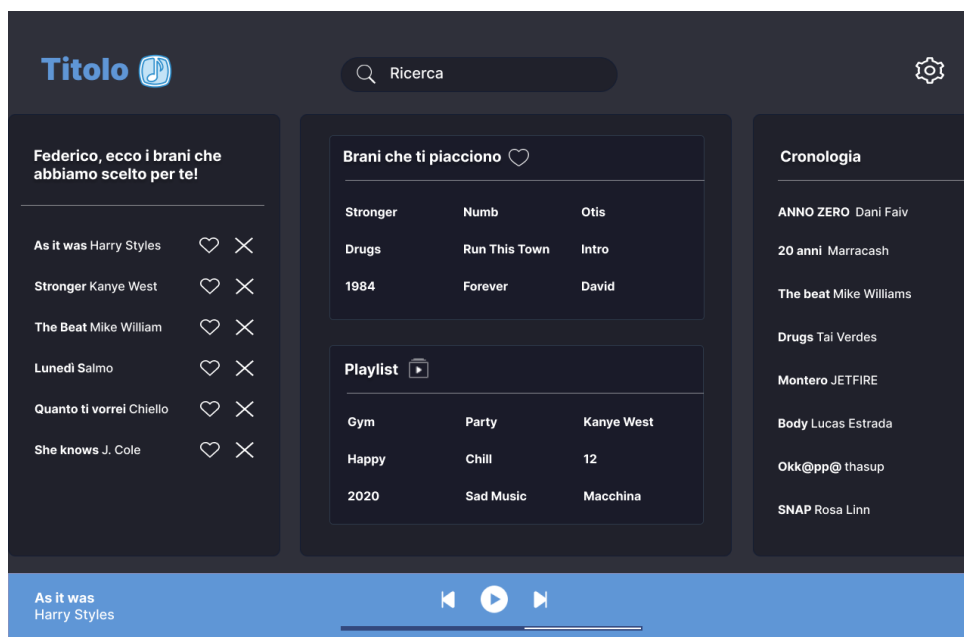 Titolo
Ricerca
Federico, ecco i brani che
abbiamo scelto per te!
As it was Harry Styles
Stronger Kanye West
The Beat Mike William
Lunedì Salmo
Quanto ti vorrei Chiello
She knows J. Cole
Brani che ti piacciono
Stronger Numb Otis
Drugs Run This Town Intro
1984 Forever David
Playlist
Gym Party Kanye West
Happy Chill 12
2020 Sad Music Macchina
Cronologia
ANNO ZERO Dani Faiv
20 anni Marracash
The beat Mike Williams
Drugs Tai Verdes
Montero JETFIRE
Body Lucas Estrada
Okk@pp@ thasup
SNAP Rosa Linn
As it was
Harry Styles